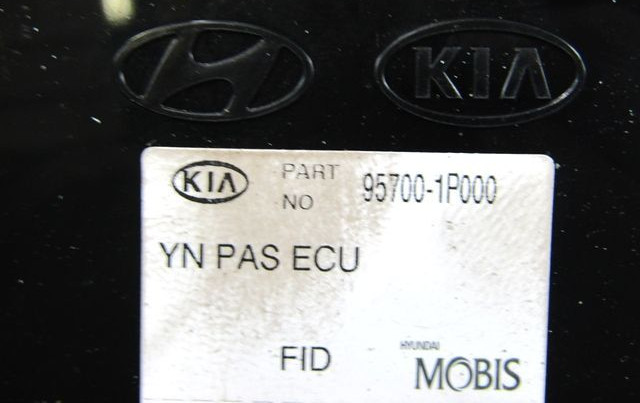 KIA
KIA PART NO 95700-1P000
YN PAS ECU
FID HYUNDAI MOBIS